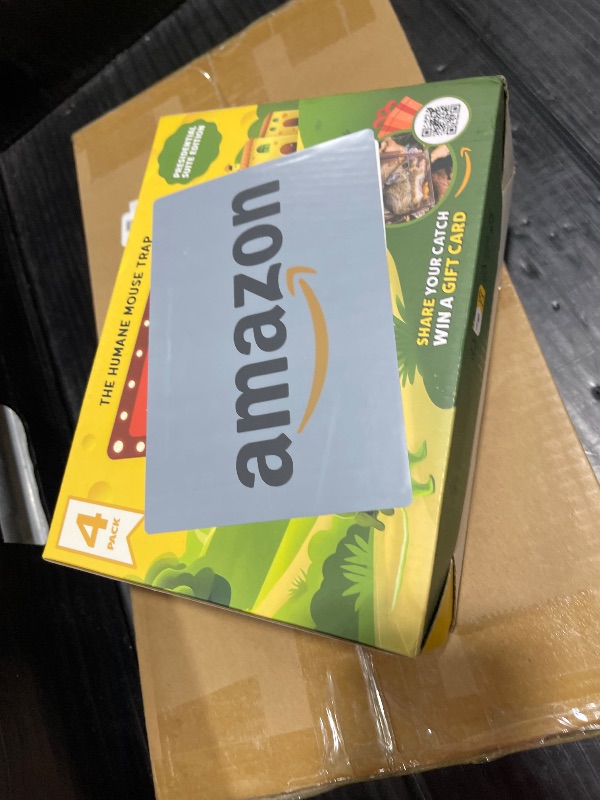 PRESIDENTIAL
SUITE EDITION
THE HUMANE MOUSE TRAP
4
PACK
amazon
SHARE YOUR CATCH
WIN A GIFT CARD